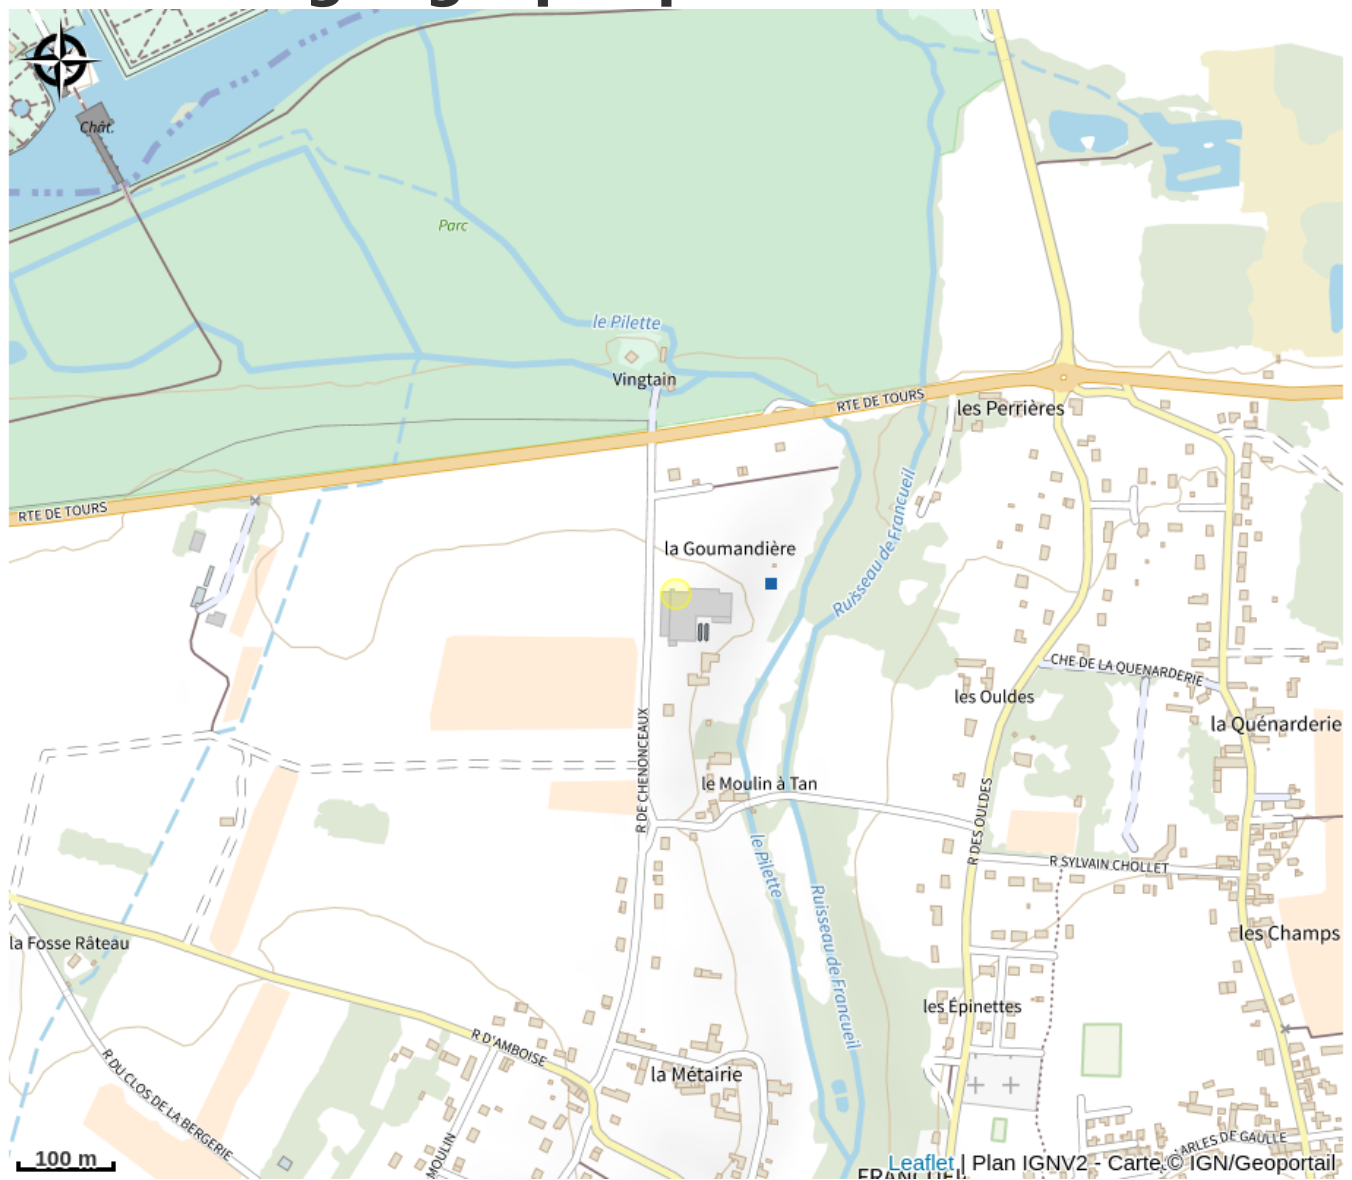 Chât.
Parc
le Pilette
Vingtain
RTE DE TOURS
les Perrières
RTE DE TOURS
la Goumandière
Ruisseau de Francueil
CHE DE LA QUENARDERIE
les Ouldes
la Quénarderie
R DE CHENONCEAUX
le Moulin à Tan
R DES OULDES
le Pilette
R SYLVAIN CHOLLET
Ruisseau de Francueil
la Fosse Râteau
les Champs
les Épinettes
R D'AMBOISE
R DU CLOS DE LA BERGERIE
la Métairie
MOULIN
ARLES DE GAULLE
100 m
Leaflet | Plan IGNV2 - Carte © IGN/Geoportail